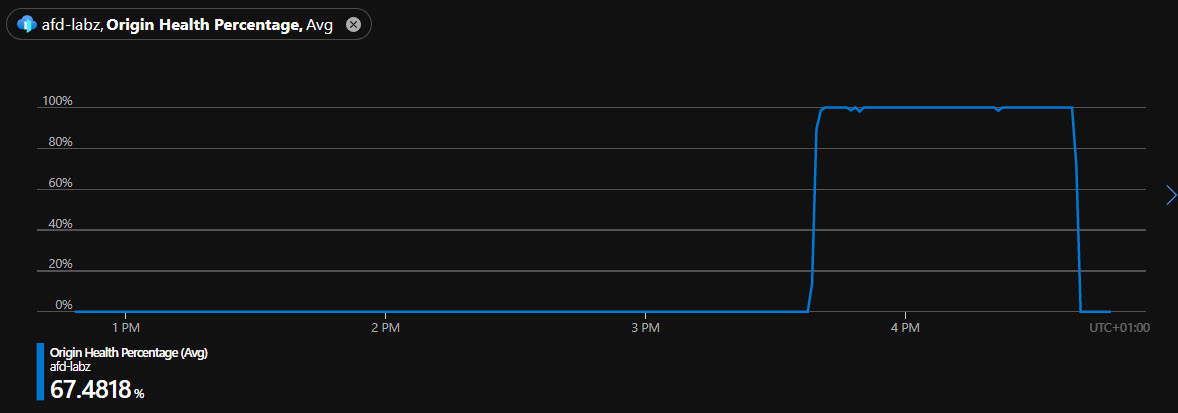 afd-labz, Origin Health Percentage, Avg
100%
80%
60%
40%
20%
0%
1 PM 2 PM 3 PM 4 PM UTC+01:00
Origin Health Percentage (Avg)
afd-labz
67.4818 %